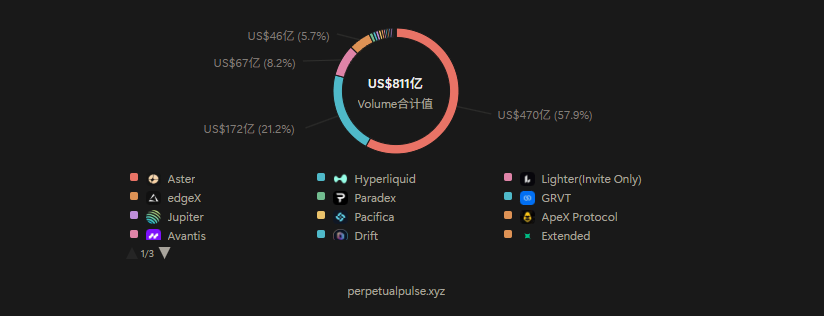 US$46亿 (5.7%)
US$67亿 (8.2%)
US$811亿
Volume合计值
US$470亿 (57.9%)
US$172亿 (21.2%)
Aster
Hyperliquid
Lighter(Invite Only)
edgeX
Paradex
GRVT
Jupiter
Pacifica
ApeX Protocol
Avantis
Drift
Extended
1/3
perpetualpulse.xyz